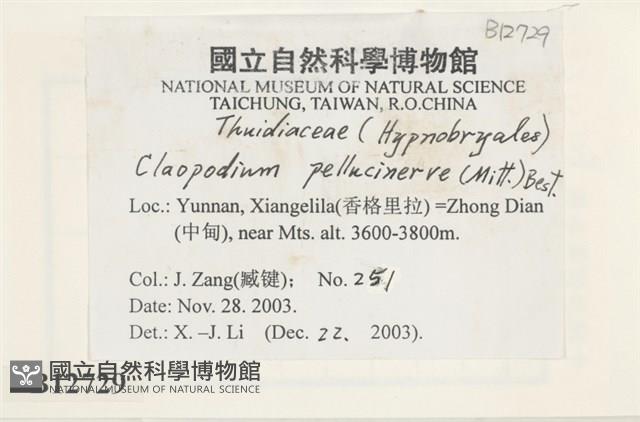 B12729
國立自然科學博物館
NATIONAL MUSEUM OF NATURAL SCIENCE
TAICHUNG, TAIWAN, R.O.CHINA
Thuidiaceae (Hypnobryales)
Claopodium pellucinerve (Mitt.) Best.
Loc.: Yunnan, Xiangelila(香格里拉) =Zhong Dian
(中甸), near Mts. alt. 3600-3800m.
Col.: J. Zang(臧键); No. 251
Date: Nov. 28. 2003.
Det.: X. –J. Li (Dec. 22、 2003).
國立自然科學博物館
B12729
NATIONAL MUSEUM OF NATURAL SCIENCE